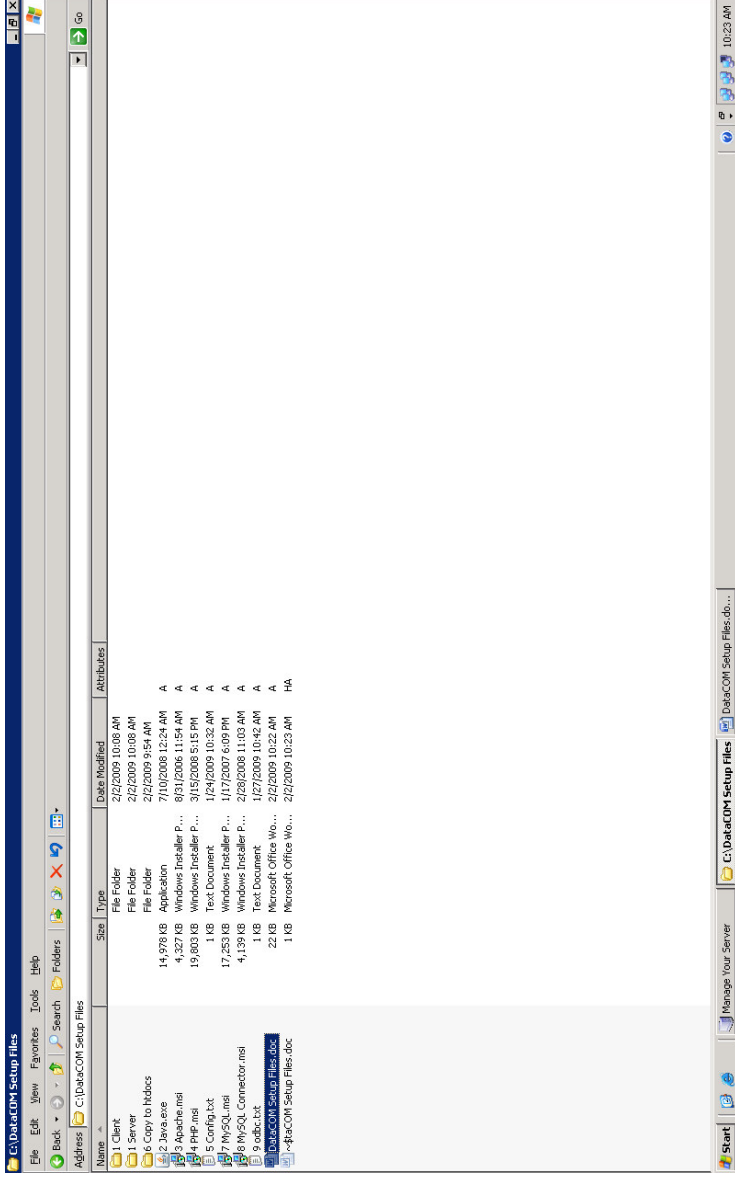 C:\DataCOM Setup Files
File Edit View Favorites Tools Help
Back Search Folders
Address C:\DataCOM Setup Files Go
Name Size Type Date Modified Attributes
1 Client File Folder 2/2/2009 10:08 AM
1 Server File Folder 2/2/2009 10:08 AM
6 Copy to htdocs File Folder 2/2/2009 9:54 AM
2 Java.exe 14,978 KB Application 7/10/2008 12:24 AM A
3 Apache.msi 4,327 KB Windows Installer P... 8/31/2006 11:54 AM A
4 PHP.msi 19,803 KB Windows Installer P... 3/15/2008 5:15 PM A
5 Config.txt 1 KB Text Document 1/24/2009 10:32 AM A
7 MySQL.msi 17,253 KB Windows Installer P... 1/17/2007 6:09 PM A
8 MySQL Connector.msi 4,139 KB Windows Installer P... 2/28/2008 11:03 AM A
9 odbc.txt 1 KB Text Document 1/27/2009 10:42 AM A
DataCOM Setup Files.doc 22 KB Microsoft Office Wo... 2/2/2009 10:22 AM A
~$taCOM Setup Files.doc 1 KB Microsoft Office Wo... 2/2/2009 10:23 AM HA
Start Manage Your Server C:\DataCOM Setup Files DataCOM Setup Files.do... 10:23 AM